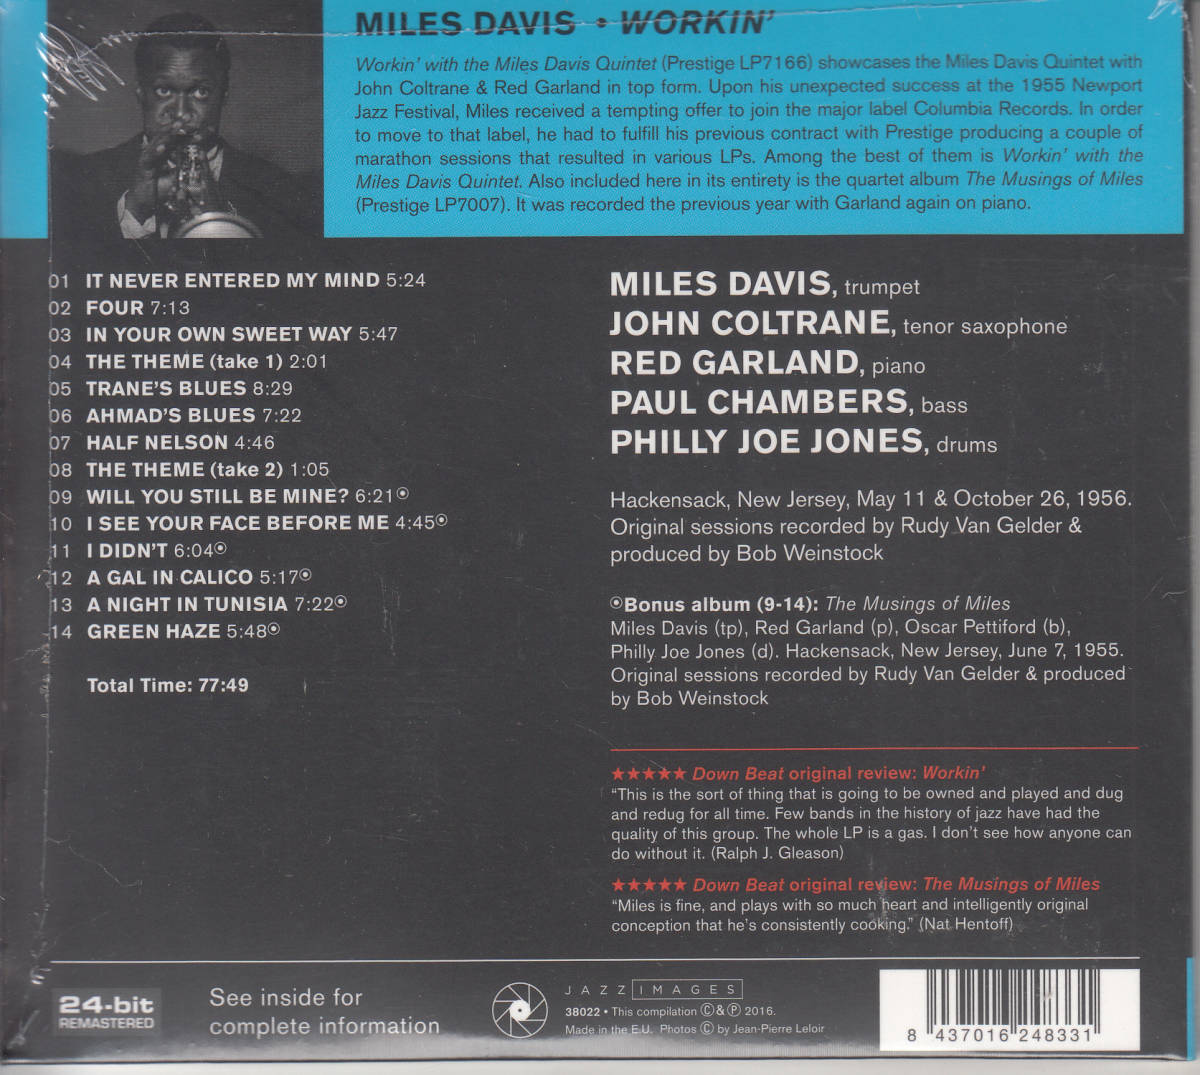 MILES DAVIS • WORKIN’
Workin’ with the Miles Davis Quintet (Prestige LP7166) showcases the Miles Davis Quintet with
John Coltrane & Red Garland in top form. Upon his unexpected success at the 1955 Newport
Jazz Festival, Miles received a tempting offer to join the major label Columbia Records. In order
to move to that label, he had to fulfill his previous contract with Prestige producing a couple of
marathon sessions that resulted in various LPs. Among the best of them is Workin’ with the
Miles Davis Quintet. Also included here in its entirety is the quartet album The Musings of Miles
(Prestige LP7007). It was recorded the previous year with Garland again on piano.
01 IT NEVER ENTERED MY MIND 5:24
02 FOUR 7:13
03 IN YOUR OWN SWEET WAY 5:47
04 THE THEME (take 1) 2:01
05 TRANE’S BLUES 8:29
06 AHMAD’S BLUES 7:22
07 HALF NELSON 4:46
08 THE THEME (take 2) 1:05
09 WILL YOU STILL BE MINE? 6:21⦿
10 I SEE YOUR FACE BEFORE ME 4:45⦿
11 I DIDN’T 6:04⦿
12 A GAL IN CALICO 5:17⦿
13 A NIGHT IN TUNISIA 7:22⦿
14 GREEN HAZE 5:48⦿
Total Time: 77:49
MILES DAVIS, trumpet
JOHN COLTRANE, tenor saxophone
RED GARLAND, piano
PAUL CHAMBERS, bass
PHILLY JOE JONES, drums
Hackensack, New Jersey, May 11 & October 26, 1956.
Original sessions recorded by Rudy Van Gelder &
produced by Bob Weinstock
⦿Bonus album (9-14): The Musings of Miles
Miles Davis (tp), Red Garland (p), Oscar Pettiford (b),
Philly Joe Jones (d). Hackensack, New Jersey, June 7, 1955.
Original sessions recorded by Rudy Van Gelder & produced
by Bob Weinstock
★★★★★ Down Beat original review: Workin’
“This is the sort of thing that is going to be owned and played and dug
and redug for all time. Few bands in the history of jazz have had the
quality of this group. The whole LP is a gas. I don’t see how anyone can
do without it. (Ralph J. Gleason)
★★★★★ Down Beat original review: The Musings of Miles
“Miles is fine, and plays with so much heart and intelligently original
conception that he’s consistently cooking.” (Nat Hentoff)
24-bit
REMASTERED
See inside for
complete information
JAZZ IMAGES
38022 • This compilation Ⓒ&Ⓟ 2016.
Made in the E.U. Photos Ⓒ by Jean-Pierre Leloir
8 437016 248331